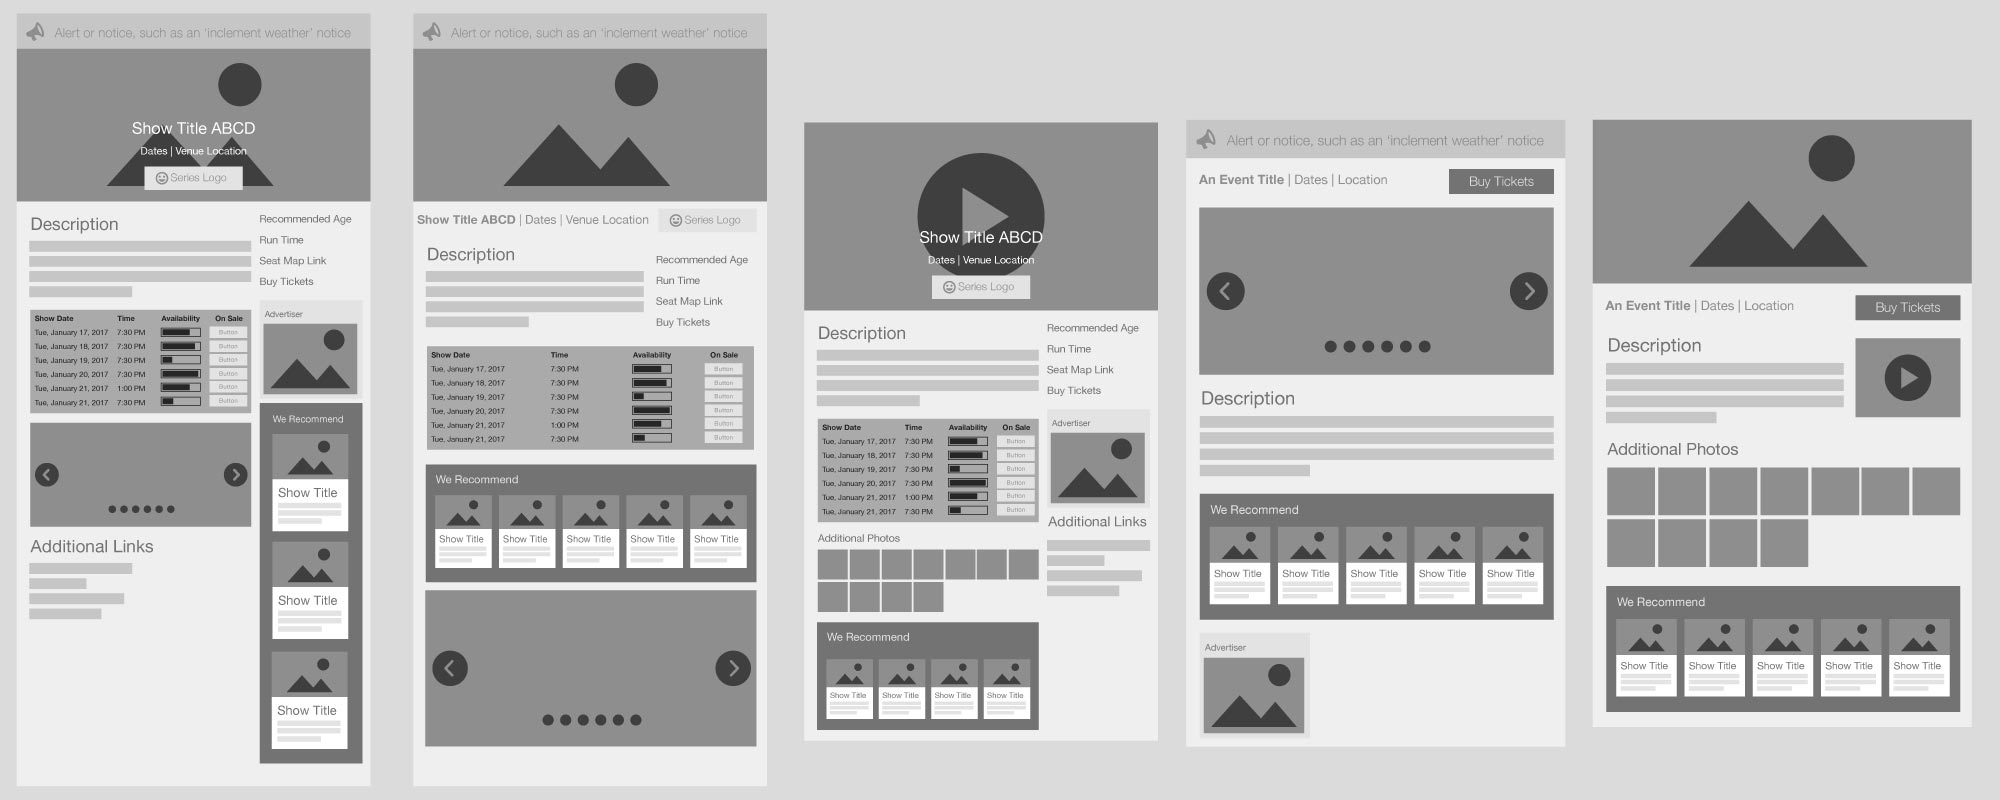 Alert or notice, such as an ‘inclement weather’ notice
Show Title ABCD
Dates | Venue Location
Series Logo
Description
Recommended Age
Run Time
Seat Map Link
Buy Tickets
Show Date Time Availability On Sale
Tue, January 17, 2017 7:30 PM Button
Tue, January 18, 2017 7:30 PM Button
Tue, January 19, 2017 7:30 PM Button
Tue, January 20, 2017 7:30 PM Button
Tue, January 21, 2017 1:00 PM Button
Tue, January 21, 2017 7:30 PM Button
Advertiser
We Recommend
Show Title
Show Title
Show Title
Additional Links
Alert or notice, such as an ‘inclement weather’ notice
Show Title ABCD | Dates | Venue Location Series Logo
Description
Recommended Age
Run Time
Seat Map Link
Buy Tickets
Show Date Time Availability On Sale
Tue, January 17, 2017 7:30 PM Button
Tue, January 18, 2017 7:30 PM Button
Tue, January 19, 2017 7:30 PM Button
Tue, January 20, 2017 7:30 PM Button
Tue, January 21, 2017 1:00 PM Button
Tue, January 21, 2017 7:30 PM Button
We Recommend
Show Title Show Title Show Title Show Title Show Title
Show Title ABCD
Dates | Venue Location
Series Logo
Description
Recommended Age
Run Time
Seat Map Link
Buy Tickets
Show Date Time Availability On Sale
Tue, January 17, 2017 7:30 PM Button
Tue, January 18, 2017 7:30 PM Button
Tue, January 19, 2017 7:30 PM Button
Tue, January 20, 2017 7:30 PM Button
Tue, January 21, 2017 1:00 PM Button
Tue, January 21, 2017 7:30 PM Button
Advertiser
Additional Links
Additional Photos
We Recommend
Show Title Show Title Show Title Show Title
Alert or notice, such as an ‘inclement weather’ notice
An Event Title | Dates | Location Buy Tickets
Description
We Recommend
Show Title Show Title Show Title Show Title Show Title
Advertiser
An Event Title | Dates | Location Buy Tickets
Description
Additional Photos
We Recommend
Show Title Show Title Show Title Show Title Show Title